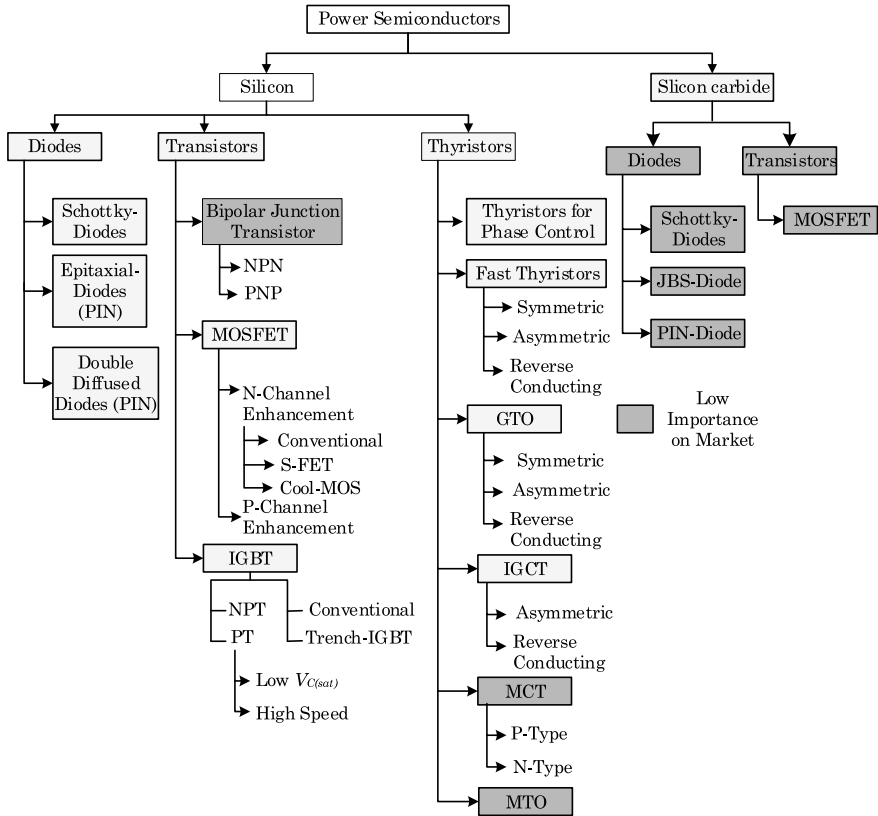 Power Semiconductors
Silicon
Slicon carbide
Diodes
Schottky-
Diodes
Epitaxial-
Diodes
(PIN)
Double
Diffused
Diodes (PIN)
Transistors
Bipolar Junction
Transistor
NPN
PNP
MOSFET
N-Channel
Enhancement
Conventional
S-FET
Cool-MOS
P-Channel
Enhancement
IGBT
NPT
PT
Conventional
Trench-IGBT
Low VC(sat)
High Speed
Thyristors
Thyristors for
Phase Control
Fast Thyristors
Symmetric
Asymmetric
Reverse
Conducting
GTO
Symmetric
Asymmetric
Reverse
Conducting
IGCT
Asymmetric
Reverse
Conducting
MCT
P-Type
N-Type
MTO
Diodes
Schottky-
Diodes
JBS-Diode
PIN-Diode
Transistors
MOSFET
Low
Importance
on Market